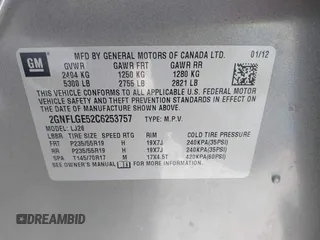 GM
MFD BY GENERAL MOTORS OF CANADA LTD. 01/12
GVWR GAWR FRT GAWR RR
2404 KG 1250 KG 1280 KG
5300 LB 2755 LB 2821 LB
THIS VEHICLE CONFORMS TO ALL APPLICABLE U.S. FEDERAL
MOTOR VEHICLE SAFETY AND THEFT PREVENTION STANDARDS
IN EFFECT ON THE DATE OF MANUFACTURE SHOWN ABOVE.
2GNFLGE52C6253757 TYPE: M.P.V.
MODEL: LJ26
TIRE SIZE SPEED RTG RIM COLD TIRE PRESSURE
FRT P235/55R19 H 19X7J 240KPA(35PSI)
RR P235/55R19 H 19X7J 240KPA(35PSI)
SPA T145/70R17 M 17X4.5T 420KPA(60PSI)
SEE OWNER'S MANUAL
DREAMBID